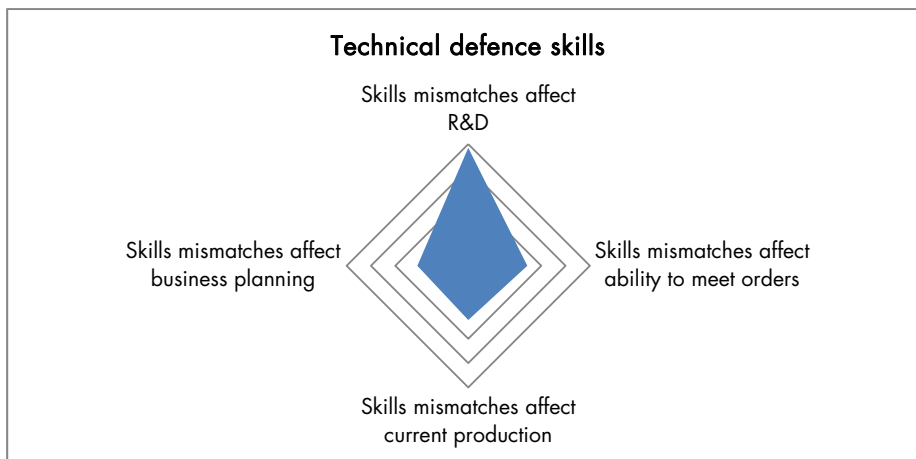 Technical defence skills
Skills mismatches affect
R&D
Skills mismatches affect
business planning
Skills mismatches affect
ability to meet orders
Skills mismatches affect
current production